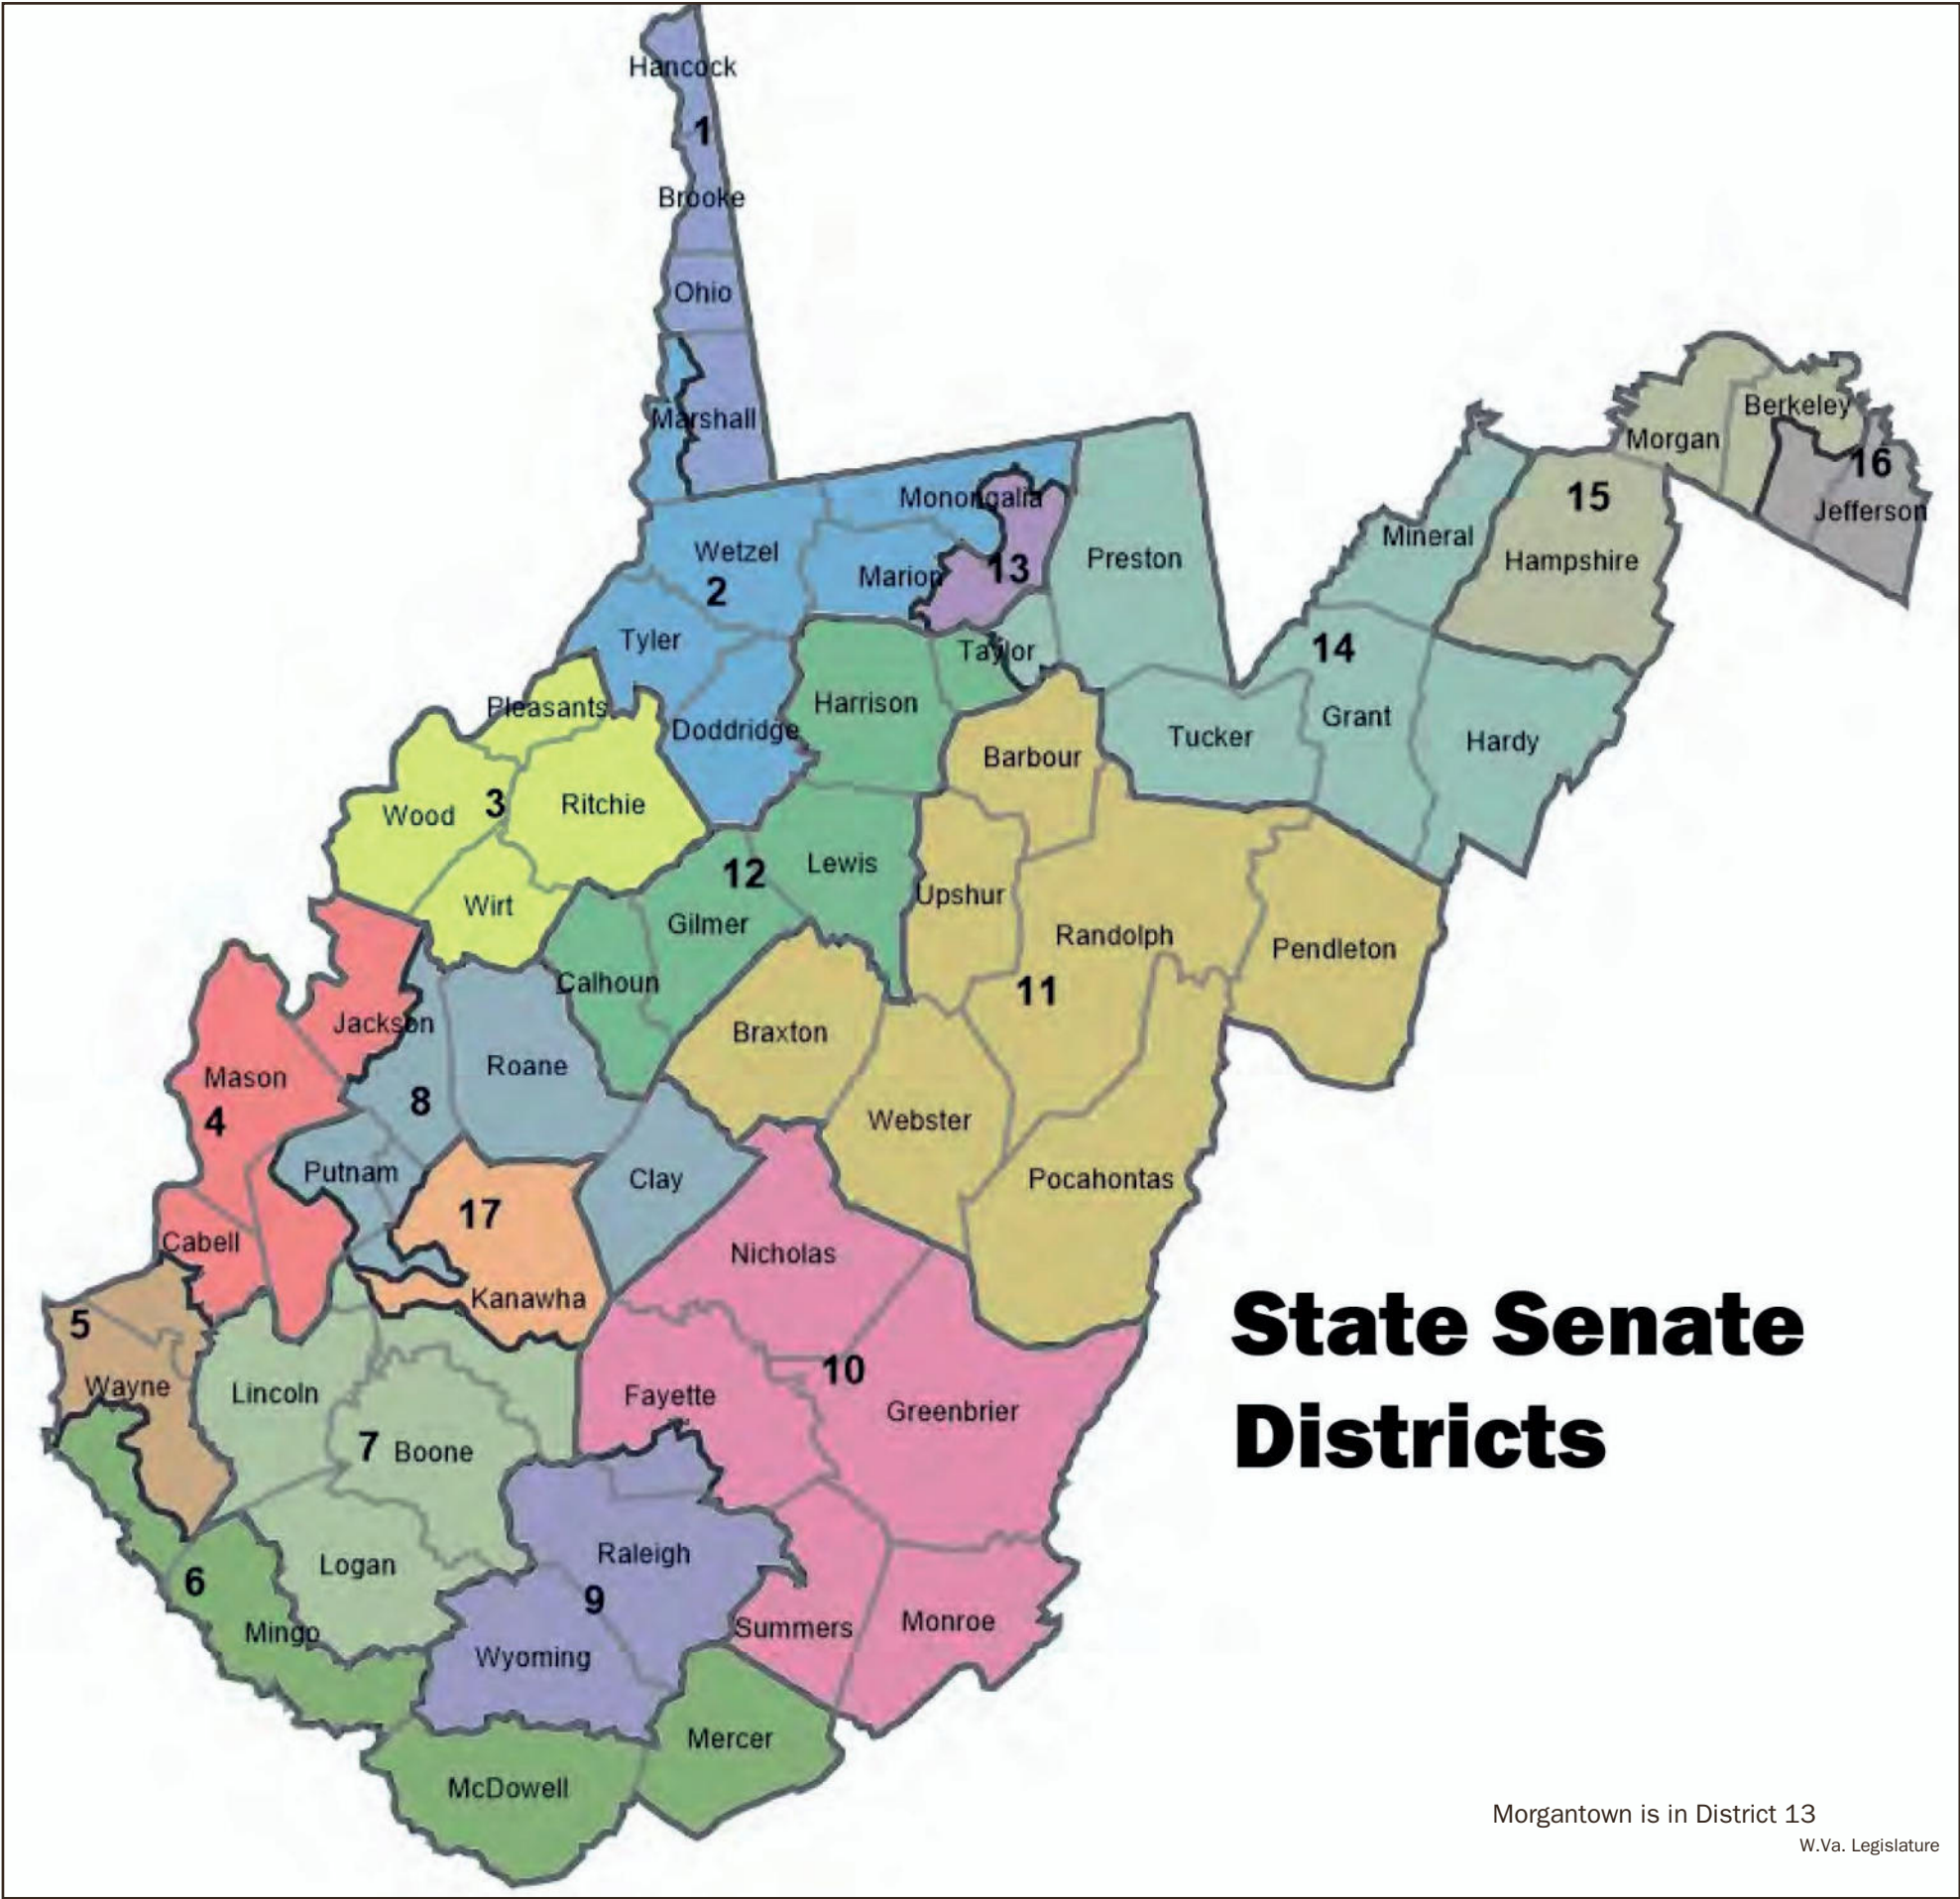 Hancock
1
Brooke
Ohio
Marshall
Berkeley
Morgan
16
15
Jefferson
Monongalia
Mineral
Wetzel
Preston
Hampshire
13
Marion
2
Tyler
Taylor
14
Harrison
Pleasants
Grant
Doddridge
Tucker
Hardy
Barbour
Wood
3
Ritchie
12
Lewis
Upshur
Wirt
Gilmer
Randolph
Pendleton
Calhoun
11
Jackson
Braxton
Roane
Mason
8
4
Webster
Putnam
Clay
Pocahontas
17
Cabell
Nicholas
Kanawha
5
State Senate
Districts
10
Wayne
Lincoln
Fayette
Greenbrier
7 Boone
Raleigh
Logan
6
9
Mingo
Summers
Monroe
Wyoming
Mercer
McDowell
Morgantown is in District 13
W.Va. Legislature